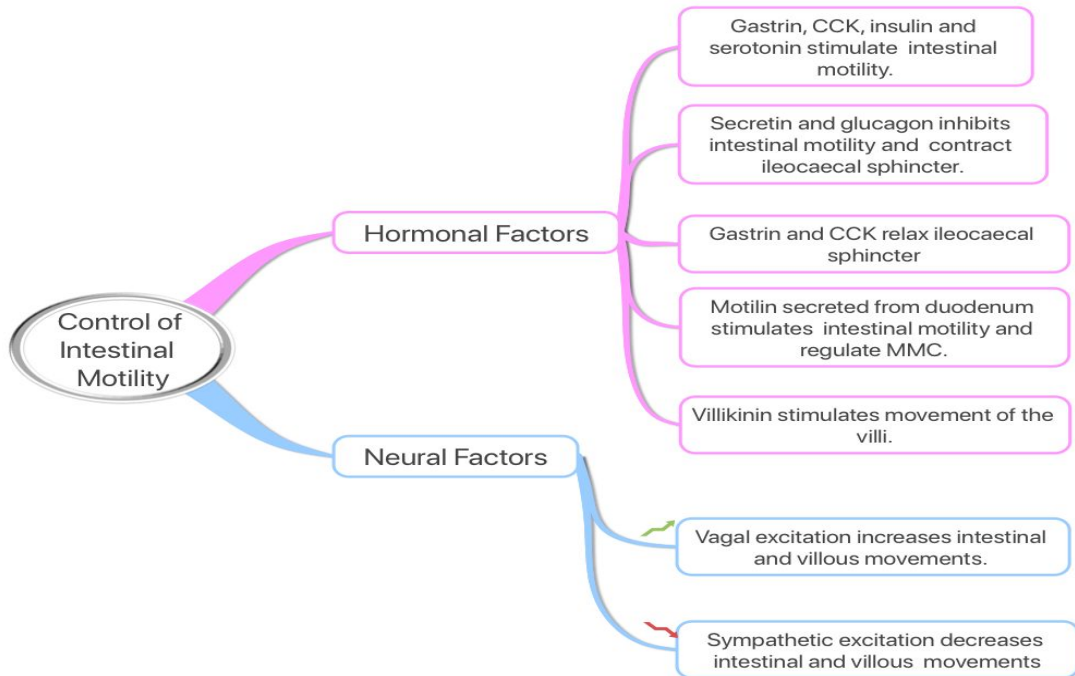 Control of
Intestinal
Motility
Hormonal Factors
Gastrin, CCK, insulin and
serotonin stimulate intestinal
motility.
Secretin and glucagon inhibits
intestinal motility and contract
ileocaecal sphincter.
Gastrin and CCK relax ileocaecal
sphincter
Motilin secreted from duodenum
stimulates intestinal motility and
regulate MMC.
Villikinin stimulates movement of the
villi.
Neural Factors
Vagal excitation increases intestinal
and villous movements.
Sympathetic excitation decreases
intestinal and villous movements